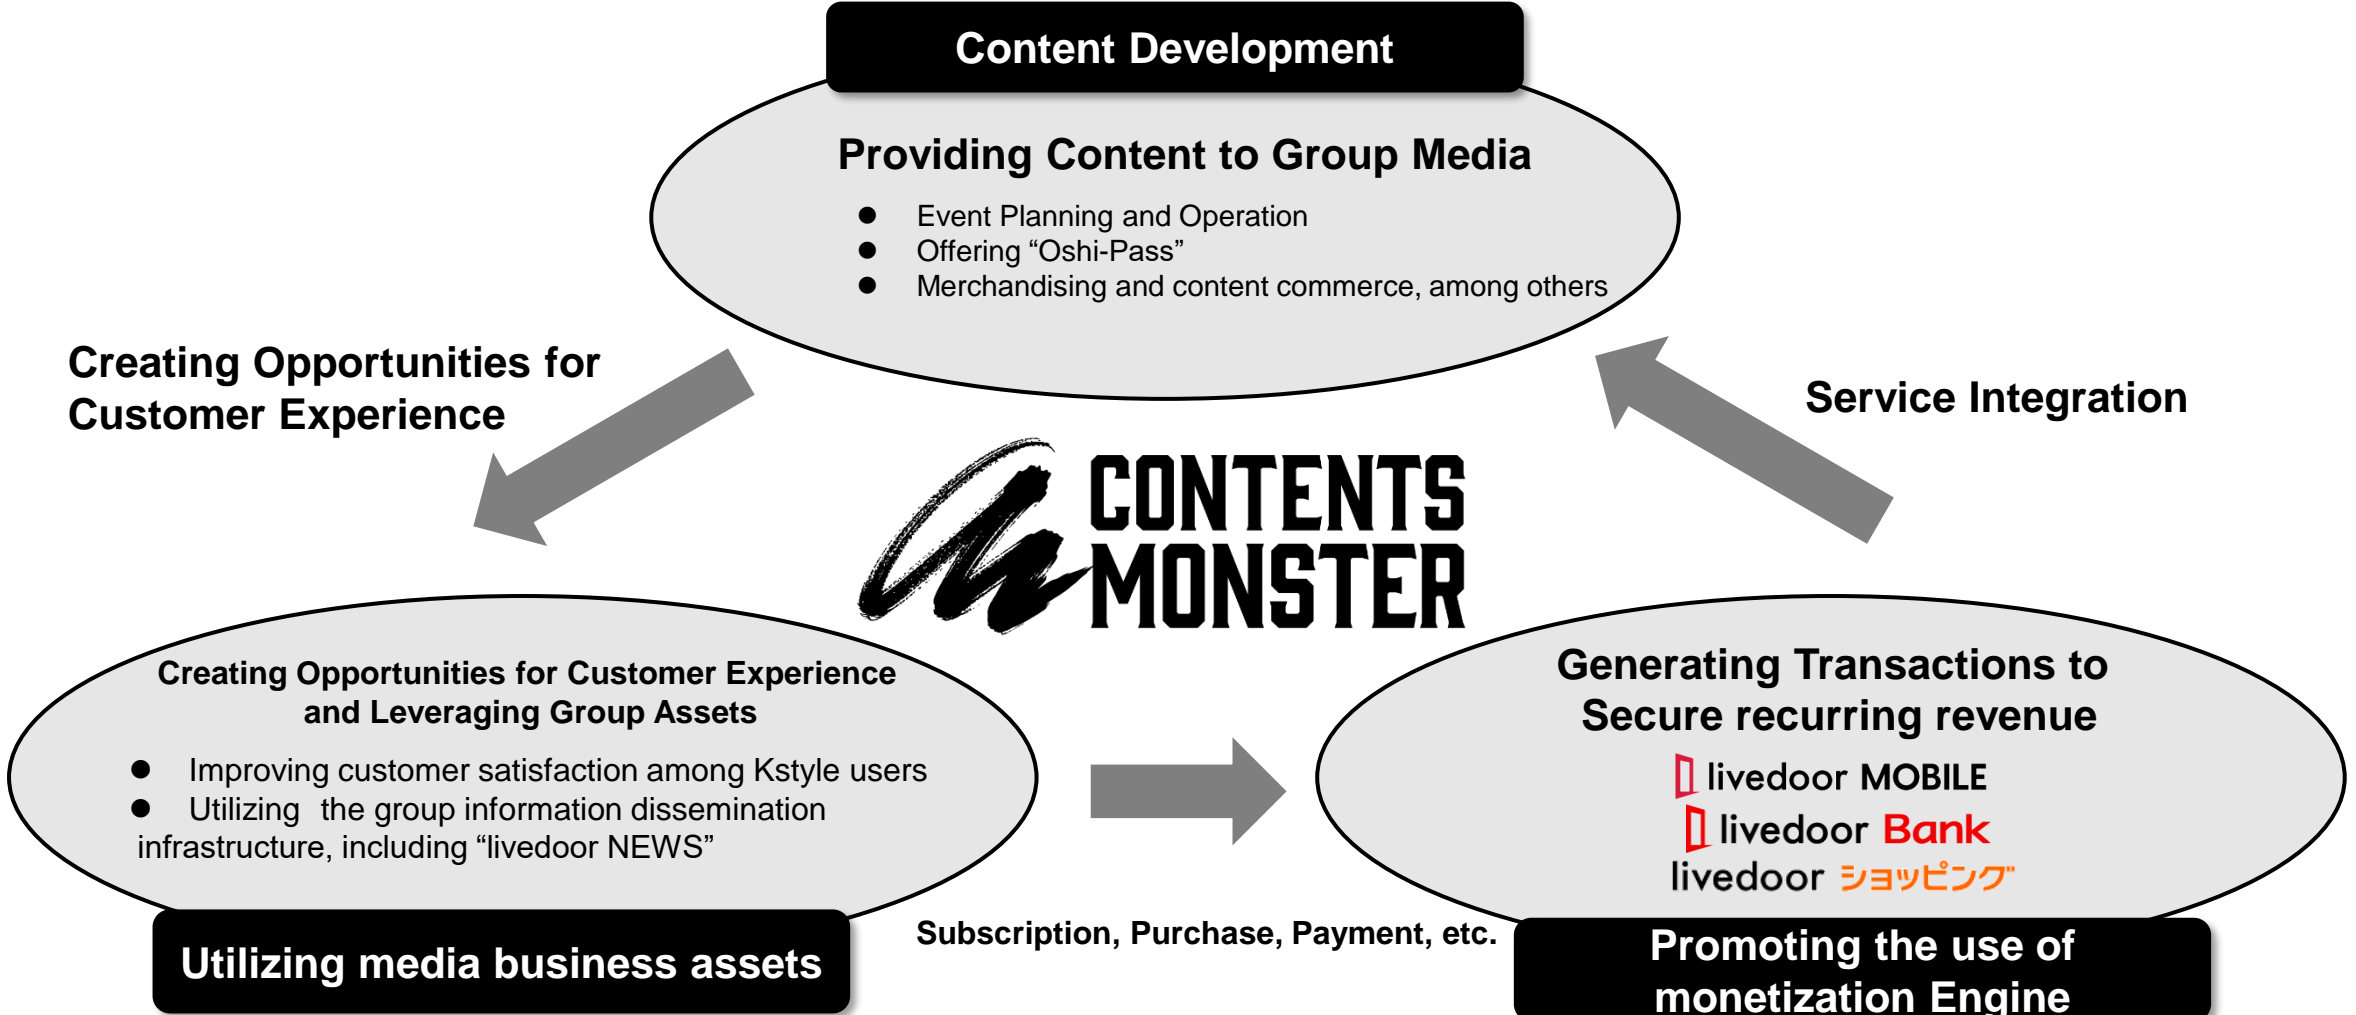 Content Development
Providing Content to Group Media
● Event Planning and Operation
● Offering “Oshi-Pass”
● Merchandising and content commerce, among others
Creating Opportunities for
Customer Experience
Service Integration
CONTENTS
MONSTER
Creating Opportunities for Customer Experience
and Leveraging Group Assets
● Improving customer satisfaction among Kstyle users
● Utilizing the group information dissemination
infrastructure, including “livedoor NEWS”
Utilizing media business assets
Subscription, Purchase, Payment, etc.
Generating Transactions to
Secure recurring revenue
livedoor MOBILE
livedoor Bank
livedoor ショッピング
Promoting the use of
monetization Engine